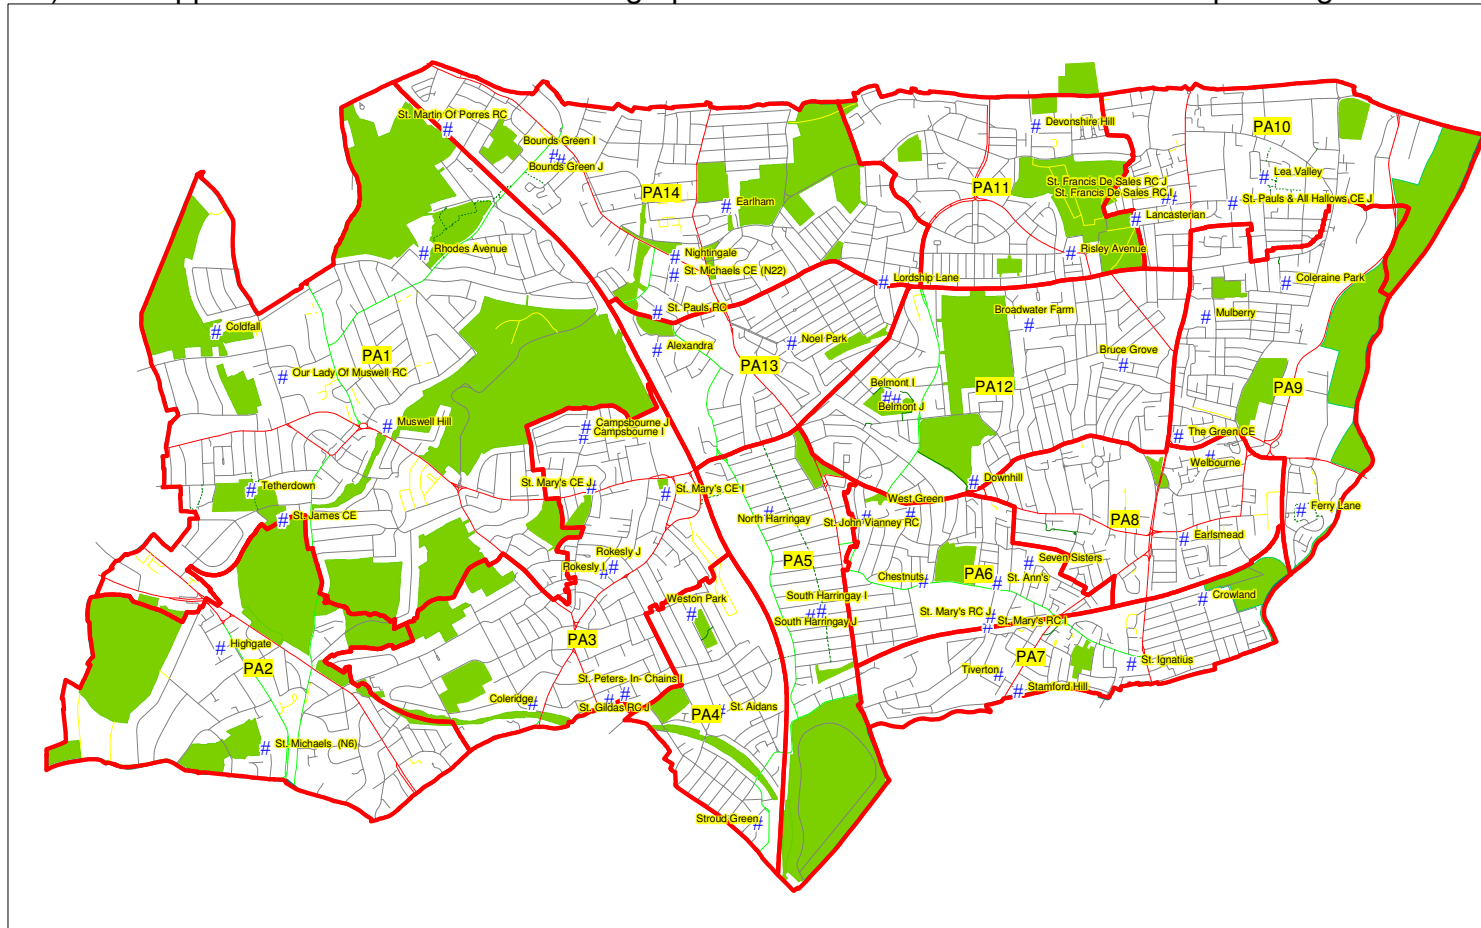 St. Martin Of Porres RC
Bounds Green I
Bounds Green J
Devonshire Hill
PA10
Lea Valley
PA14
Earlham
PA11
St. Francis De Sales RC J
St. Francis De Sales RC I
St. Pauls & All Hallows CE J
Lancasterian
Rhodes Avenue
Nightingale
St. Michaels CE (N22)
Risley Avenue
Lordship Lane
Coleraine Park
St. Pauls RC
Broadwater Farm
Mulberry
Coldfall
Alexandra
Noel Park
Bruce Grove
PA1
PA13
Our Lady Of Muswell RC
Belmont I
Belmont J
PA12
PA9
Muswell Hill
Campsbourne J
Campsbourne I
The Green CE
Welbourne
Tetherdown
St. Mary's CE J
St. Mary's CE I
Downhill
West Green
St. James CE
North Harringay
St. John Vianney RC
PA8
Ferry Lane
Earlsmead
Rokesly J
Rokesly I
PA5
Seven Sisters
Chestnuts
PA6
St. Ann's
Weston Park
South Harringay I
South Harringay J
St. Mary's RC J
St. Mary's RC I
Crowland
Highgate
PA3
PA2
PA7
St. Ignatius
Tiverton
St. Peters- In- Chains I
Stamford Hill
Coleridge
St. Gildas RC J
PA4
St. Aidans
St. Michaels (N6)
Stroud Green